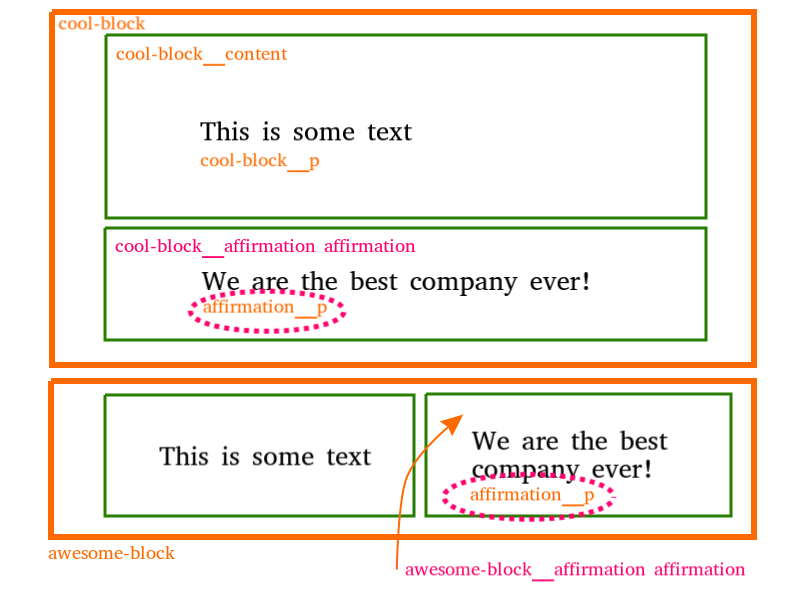 cool-block
cool-block__content
This is some text
cool-block__p
cool-block__affirmation affirmation
We are the best company ever!
affirmation__p
This is some text
We are the best
company ever!
affirmation__p
awesome-block
awesome-block__affirmation affirmation